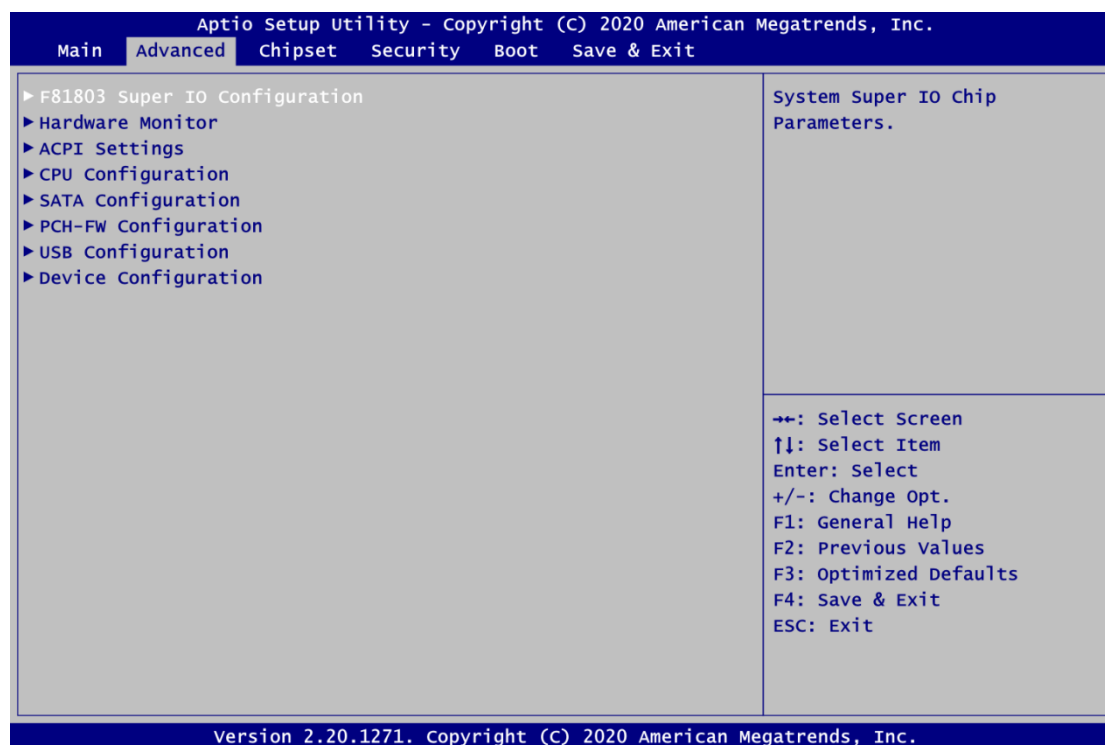 Aptio Setup Utility – Copyright (C) 2020 American Megatrends, Inc.
Main Advanced Chipset Security Boot Save & Exit
►F81803 Super IO Configuration
►Hardware Monitor
►ACPI Settings
►CPU Configuration
►SATA Configuration
►PCH-FW Configuration
►USB Configuration
►Device Configuration
System Super IO Chip
Parameters.
→←: Select Screen
↑↓: Select Item
Enter: Select
+/-: Change Opt.
F1: General Help
F2: Previous Values
F3: Optimized Defaults
F4: Save & Exit
ESC: Exit
Version 2.20.1271. Copyright (C) 2020 American Megatrends, Inc.